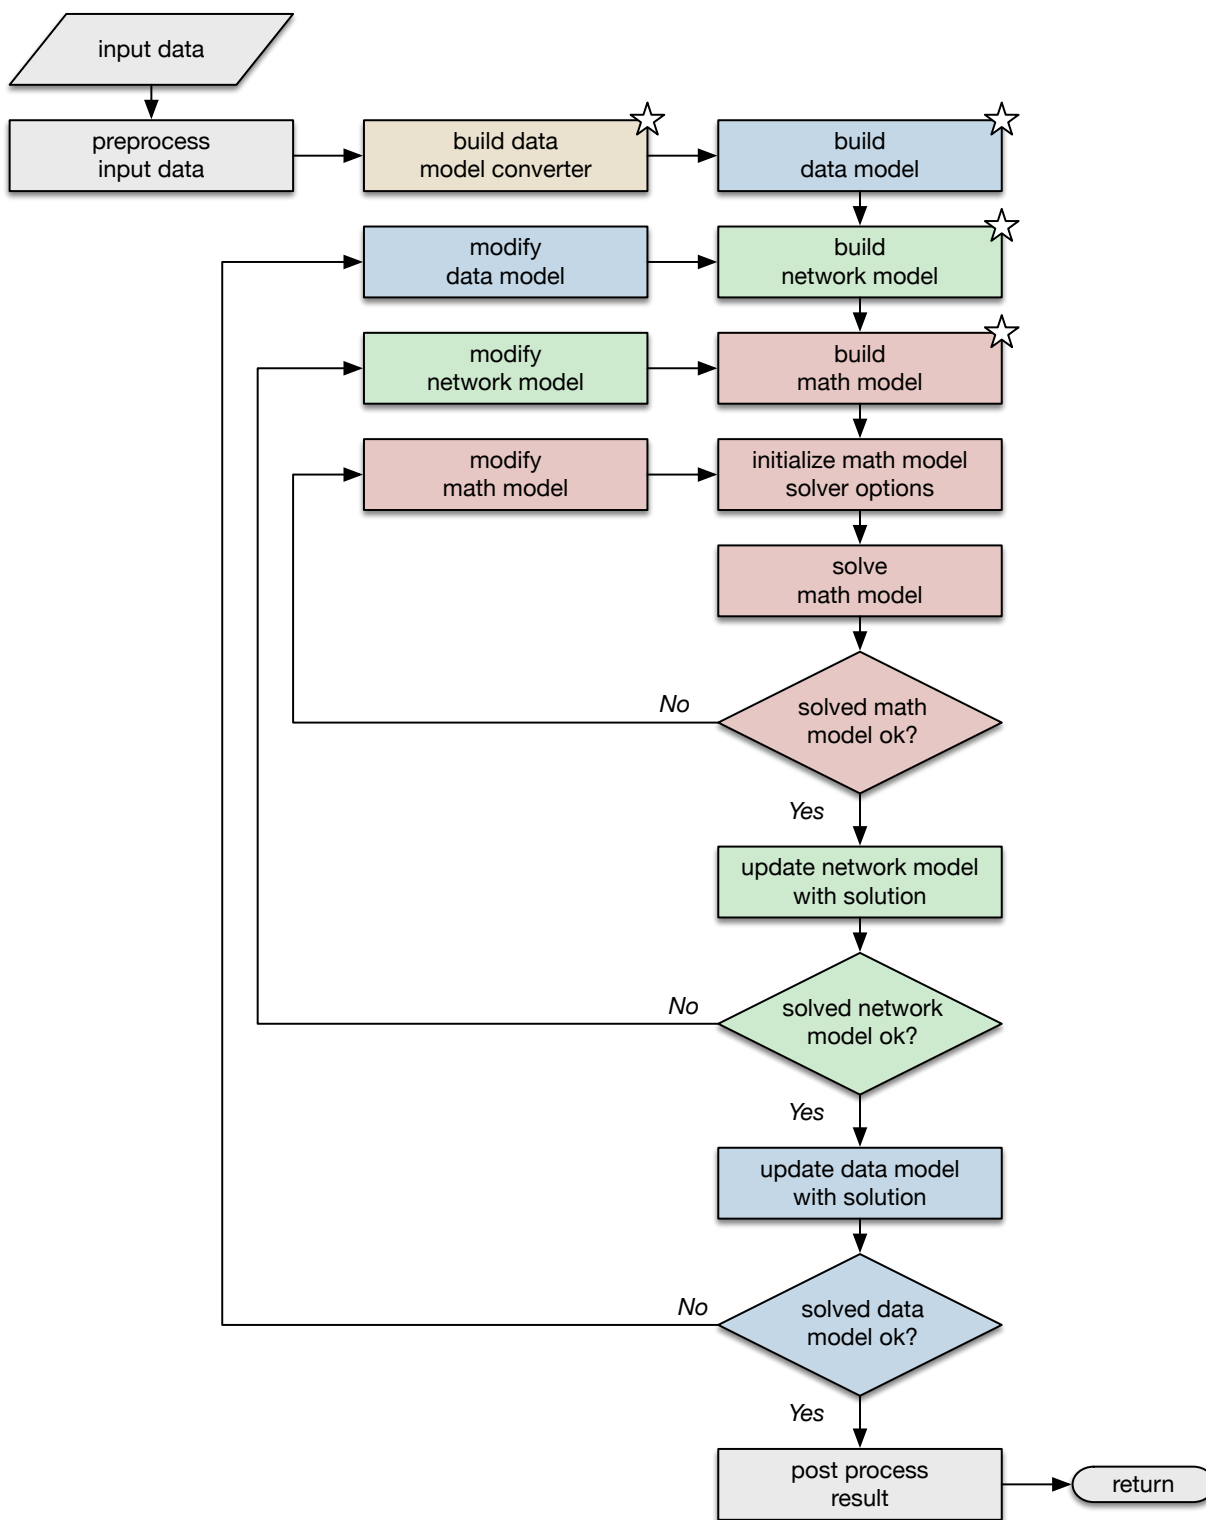 input data
preprocess
input data
build data
model converter
build
data model
modify
data model
build
network model
modify
network model
build
math model
modify
math model
initialize math model
solver options
solve
math model
No
solved math
model ok?
Yes
update network model
with solution
No
solved network
model ok?
Yes
update data model
with solution
No
solved data
model ok?
Yes
post process
result
return